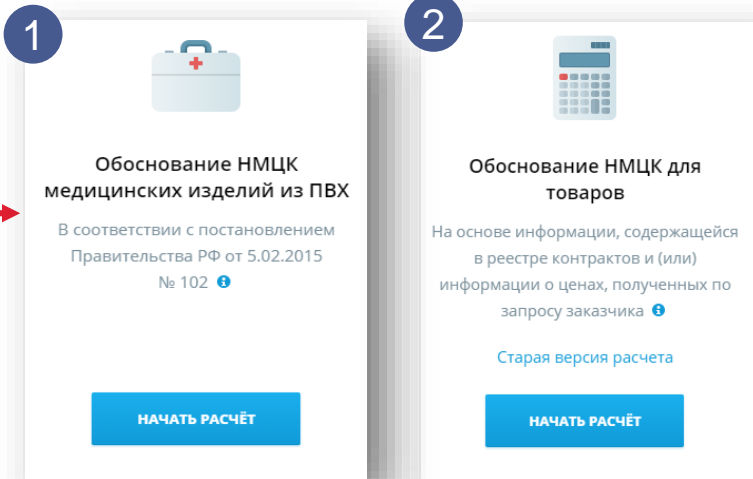 1
Обоснование НМЦК
медицинских изделий из ПВХ
В соответствии с постановлением
Правительства РФ от 5.02.2015
№ 102
НАЧАТЬ РАСЧЁТ
2
Обоснование НМЦК для
товаров
На основе информации, содержащейся
в реестре контрактов и (или)
информации о ценах, полученных по
запросу заказчика
Старая версия расчета
НАЧАТЬ РАСЧЁТ